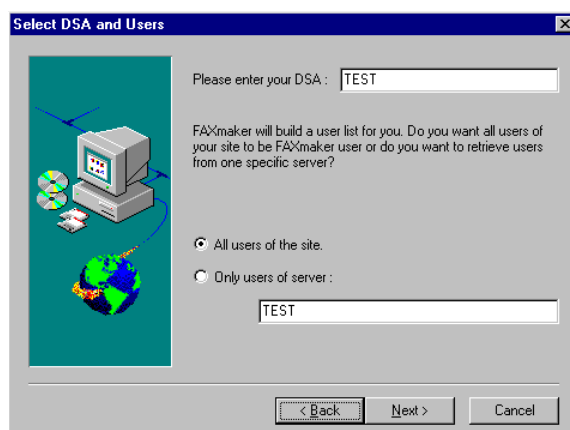 Select DSA and Users
Please enter your DSA : TEST
FAXmaker will build a user list for you. Do you want all users of
your site to be FAXmaker user or do you want to retrieve users
from one specific server?
All users of the site.
Only users of server :
TEST
< Back Next > Cancel